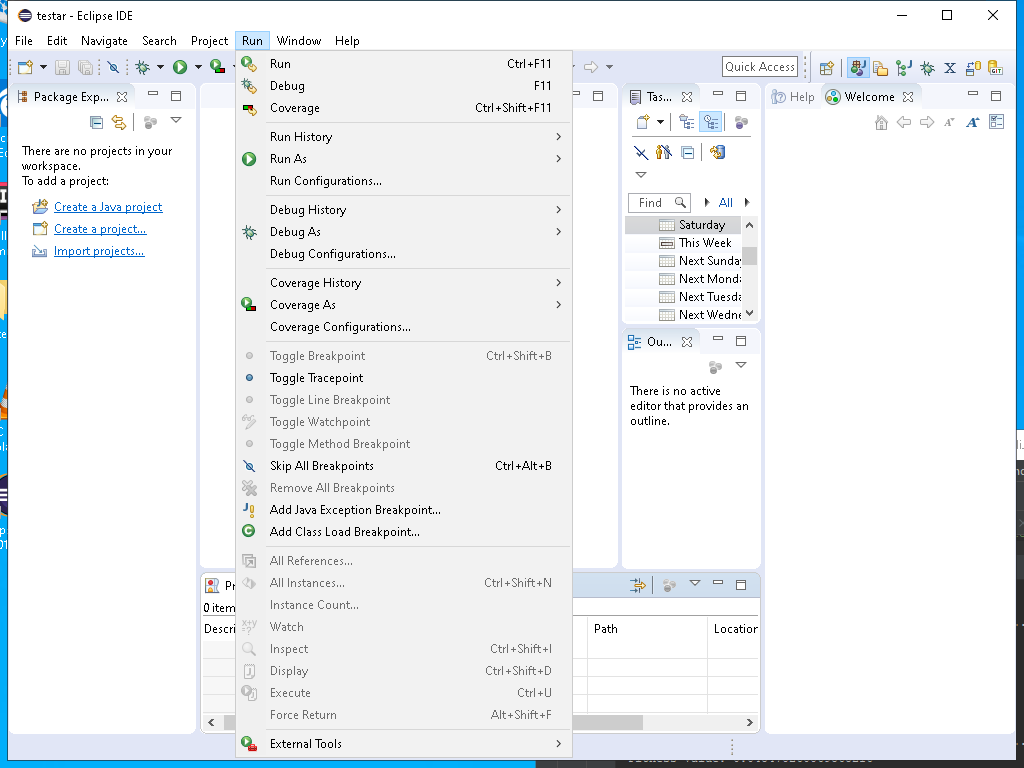 testar - Eclipse IDE
File Edit Navigate Search Project Run Window Help
Quick Access
Package Exp...
There are no projects in your
workspace.
To add a project:
Create a Java project
Create a project...
Import projects...
Run Ctrl+F11
Debug F11
Coverage Ctrl+Shift+F11
Run History
Run As
Run Configurations...
Debug History
Debug As
Debug Configurations...
Coverage History
Coverage As
Coverage Configurations...
Toggle Breakpoint Ctrl+Shift+B
Toggle Tracepoint
Toggle Line Breakpoint
Toggle Watchpoint
Toggle Method Breakpoint
Skip All Breakpoints Ctrl+Alt+B
Remove All Breakpoints
Add Java Exception Breakpoint...
Add Class Load Breakpoint...
All References...
All Instances... Ctrl+Shift+N
Instance Count...
Watch
Inspect Ctrl+Shift+I
Display Ctrl+Shift+D
Execute Ctrl+U
Force Return Alt+Shift+F
External Tools
Tas...
Find All
Saturday
This Week
Next Sunday
Next Monda
Next Tuesda
Next Wedne
Ou...
There is no active
editor that provides an
outline.
Help Welcome
Pr
0 item
Descri Path Location